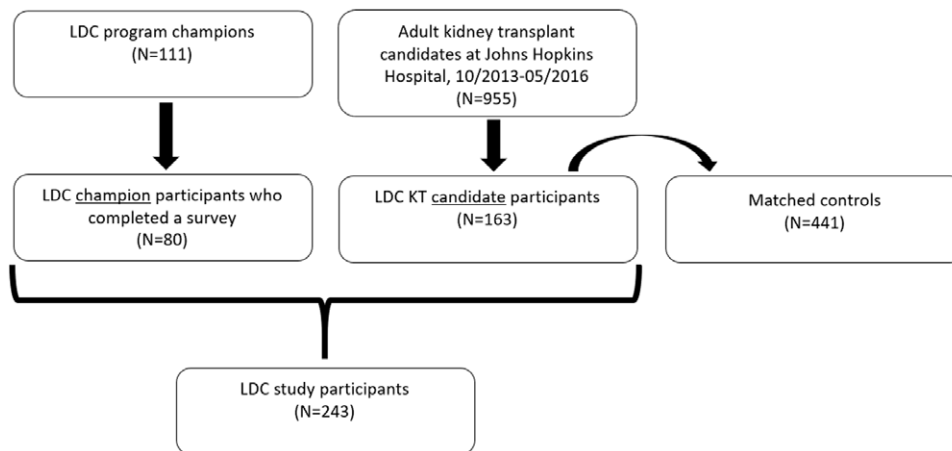 LDC program champions
(N=111)
Adult kidney transplant
candidates at Johns Hopkins
Hospital, 10/2013-05/2016
(N=955)
LDC champion participants who
completed a survey
(N=80)
LDC KT candidate participants
(N=163)
Matched controls
(N=441)
LDC study participants
(N=243)